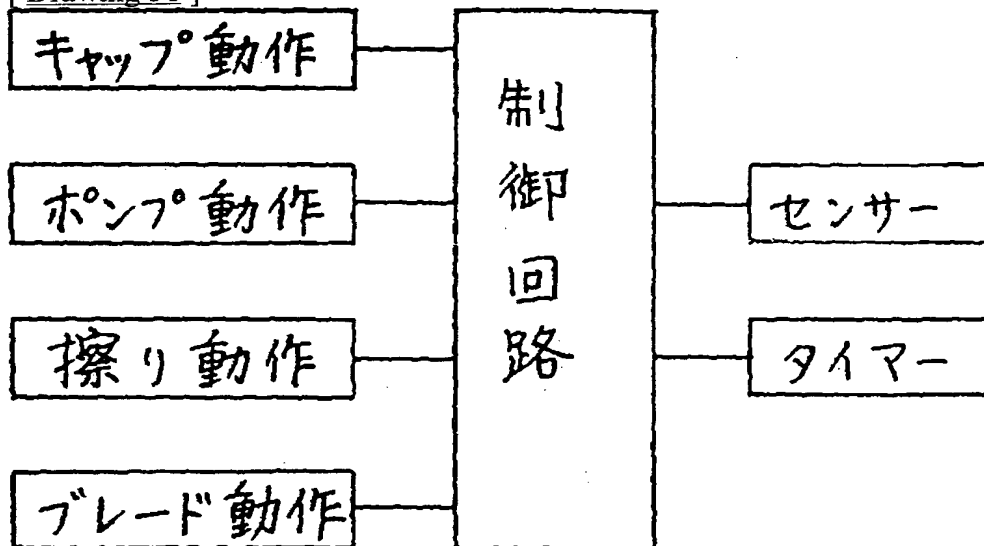 キャップ動作
ポンプ動作
擦り動作
ブレード動作
制御回路
センサー
タイマー